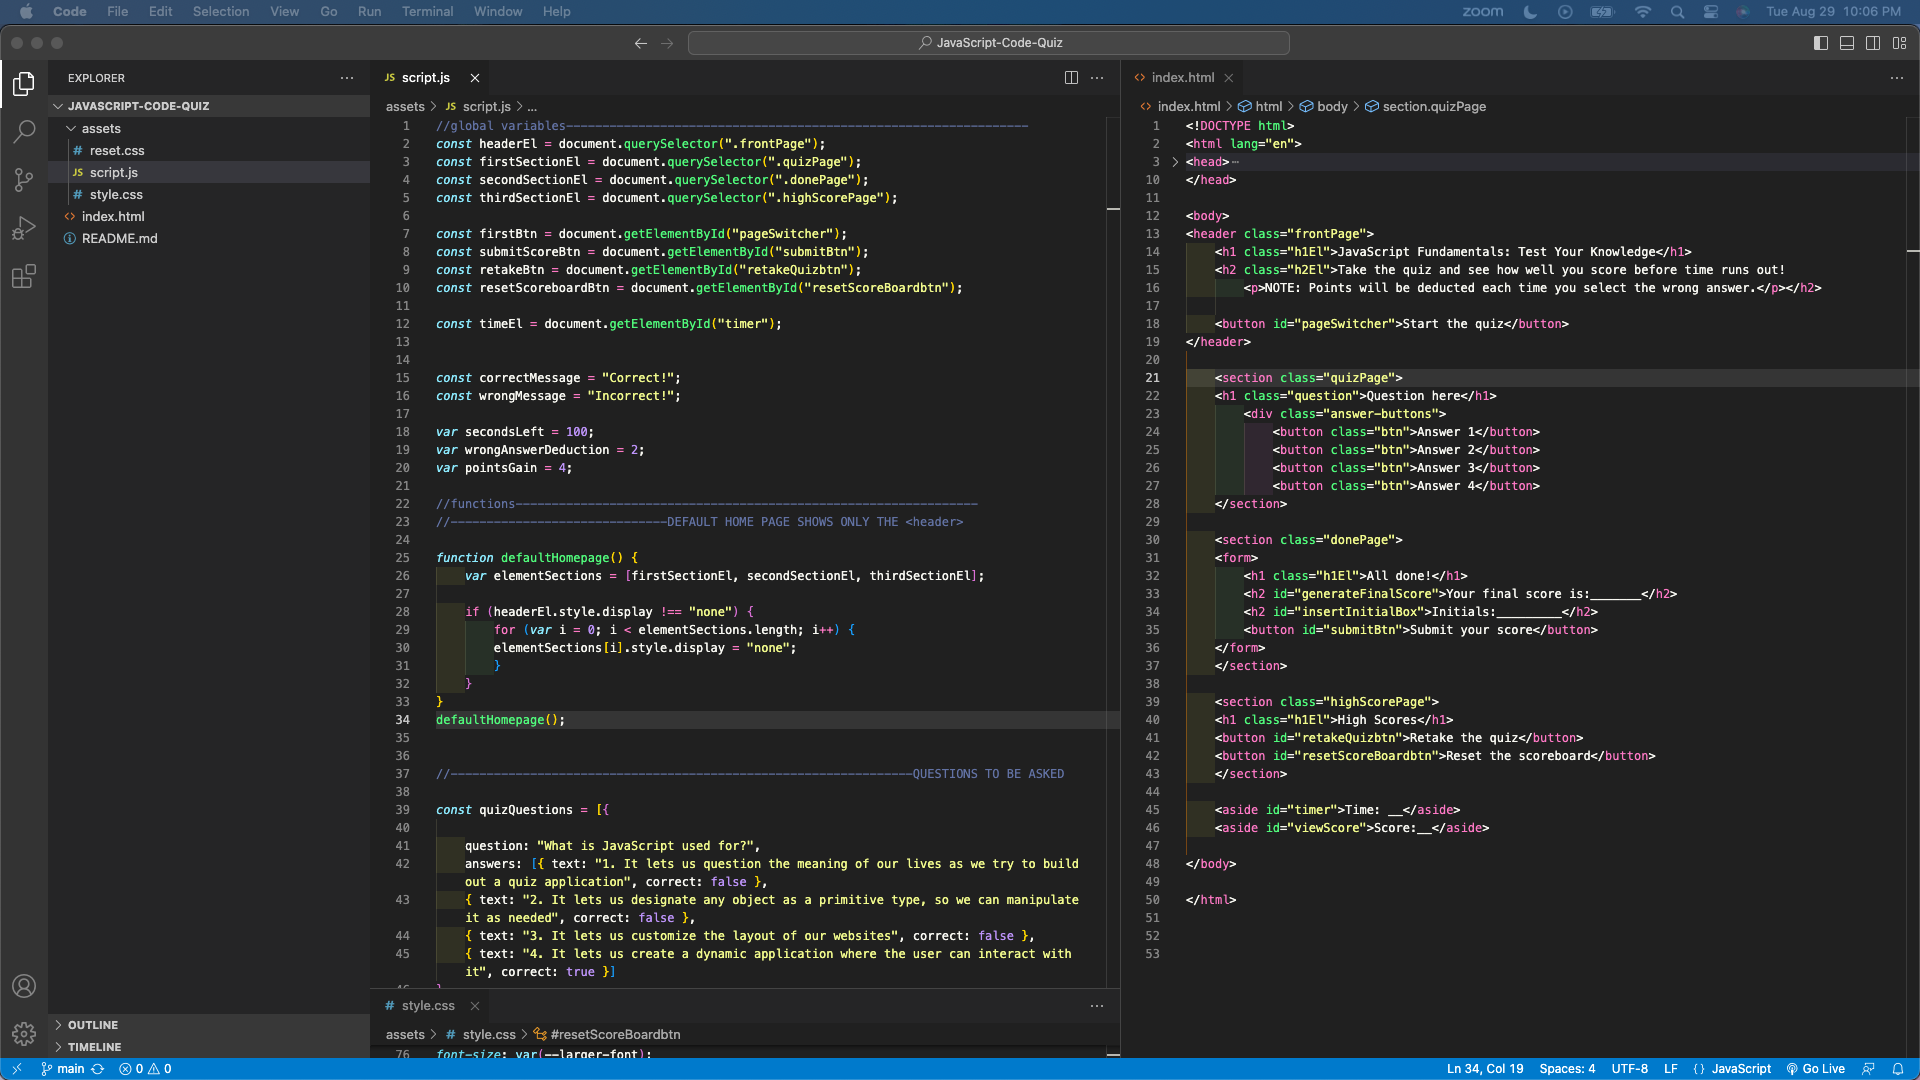 Code File Edit Selection View Go Run Terminal Window Help
zoom Tue Aug 29 10:06 PM
JavaScript-Code-Quiz
EXPLORER
JAVASCRIPT-CODE-QUIZ
assets
# reset.css
JS script.js
# style.css
<> index.html
README.md
OUTLINE
TIMELINE
JS script.js
assets > JS script.js > ...
1 //global variables----------------------------------------------------------------
2 const headerEl = document.querySelector(".frontPage");
3 const firstSectionEl = document.querySelector(".quizPage");
4 const secondSectionEl = document.querySelector(".donePage");
5 const thirdSectionEl = document.querySelector(".highScorePage");
6
7 const firstBtn = document.getElementById("pageSwitcher");
8 const submitScoreBtn = document.getElementById("submitBtn");
9 const retakeBtn = document.getElementById("retakeQuizbtn");
10 const resetScoreboardBtn = document.getElementById("resetScoreBoardbtn");
11
12 const timeEl = document.getElementById("timer");
13
14
15 const correctMessage = "Correct!";
16 const wrongMessage = "Incorrect!";
17
18 var secondsLeft = 100;
19 var wrongAnswerDeduction = 2;
20 var pointsGain = 4;
21
22 //functions----------------------------------------------------------------
23 //------------------------------DEFAULT HOME PAGE SHOWS ONLY THE <header>
24
25 function defaultHomepage() {
26 var elementSections = [firstSectionEl, secondSectionEl, thirdSectionEl];
27
28 if (headerEl.style.display !== "none") {
29 for (var i = 0; i < elementSections.length; i++) {
30 elementSections[i].style.display = "none";
31 }
32 }
33 }
34 defaultHomepage();
35
36
37 //----------------------------------------------------------------QUESTIONS TO BE ASKED
38
39 const quizQuestions = [{
40
41 question: "What is JavaScript used for?",
42 answers: [{ text: "1. It lets us question the meaning of our lives as we try to build
out a quiz application", correct: false },
43 { text: "2. It lets us designate any object as a primitive type, so we can manipulate
it as needed", correct: false },
44 { text: "3. It lets us customize the layout of our websites", correct: false },
45 { text: "4. It lets us create a dynamic application where the user can interact with
it", correct: true }]
# style.css
assets > # style.css > #resetScoreBoardbtn
76 font-size: var(--larger-font);
<> index.html
<> index.html > html > body > section.quizPage
1 <!DOCTYPE html>
2 <html lang="en">
3 <head>
10 </head>
11
12 <body>
13 <header class="frontPage">
14 <h1 class="h1El">JavaScript Fundamentals: Test Your Knowledge</h1>
15 <h2 class="h2El">Take the quiz and see how well you score before time runs out!
16 <p>NOTE: Points will be deducted each time you select the wrong answer.</p></h2>
17
18 <button id="pageSwitcher">Start the quiz</button>
19 </header>
20
21 <section class="quizPage">
22 <h1 class="question">Question here</h1>
23 <div class="answer-buttons">
24 <button class="btn">Answer 1</button>
25 <button class="btn">Answer 2</button>
26 <button class="btn">Answer 3</button>
27 <button class="btn">Answer 4</button>
28 </section>
29
30 <section class="donePage">
31 <form>
32 <h1 class="h1El">All done!</h1>
33 <h2 id="generateFinalScore">Your final score is:_______</h2>
34 <h2 id="insertInitialBox">Initials:_________</h2>
35 <button id="submitBtn">Submit your score</button>
36 </form>
37 </section>
38
39 <section class="highScorePage">
40 <h1 class="h1El">High Scores</h1>
41 <button id="retakeQuizbtn">Retake the quiz</button>
42 <button id="resetScoreBoardbtn">Reset the scoreboard</button>
43 </section>
44
45 <aside id="timer">Time: __</aside>
46 <aside id="viewScore">Score:__</aside>
47
48 </body>
49
50 </html>
51
52
53
main 0 0
Ln 34, Col 19 Spaces: 4 UTF-8 LF {} JavaScript Go Live